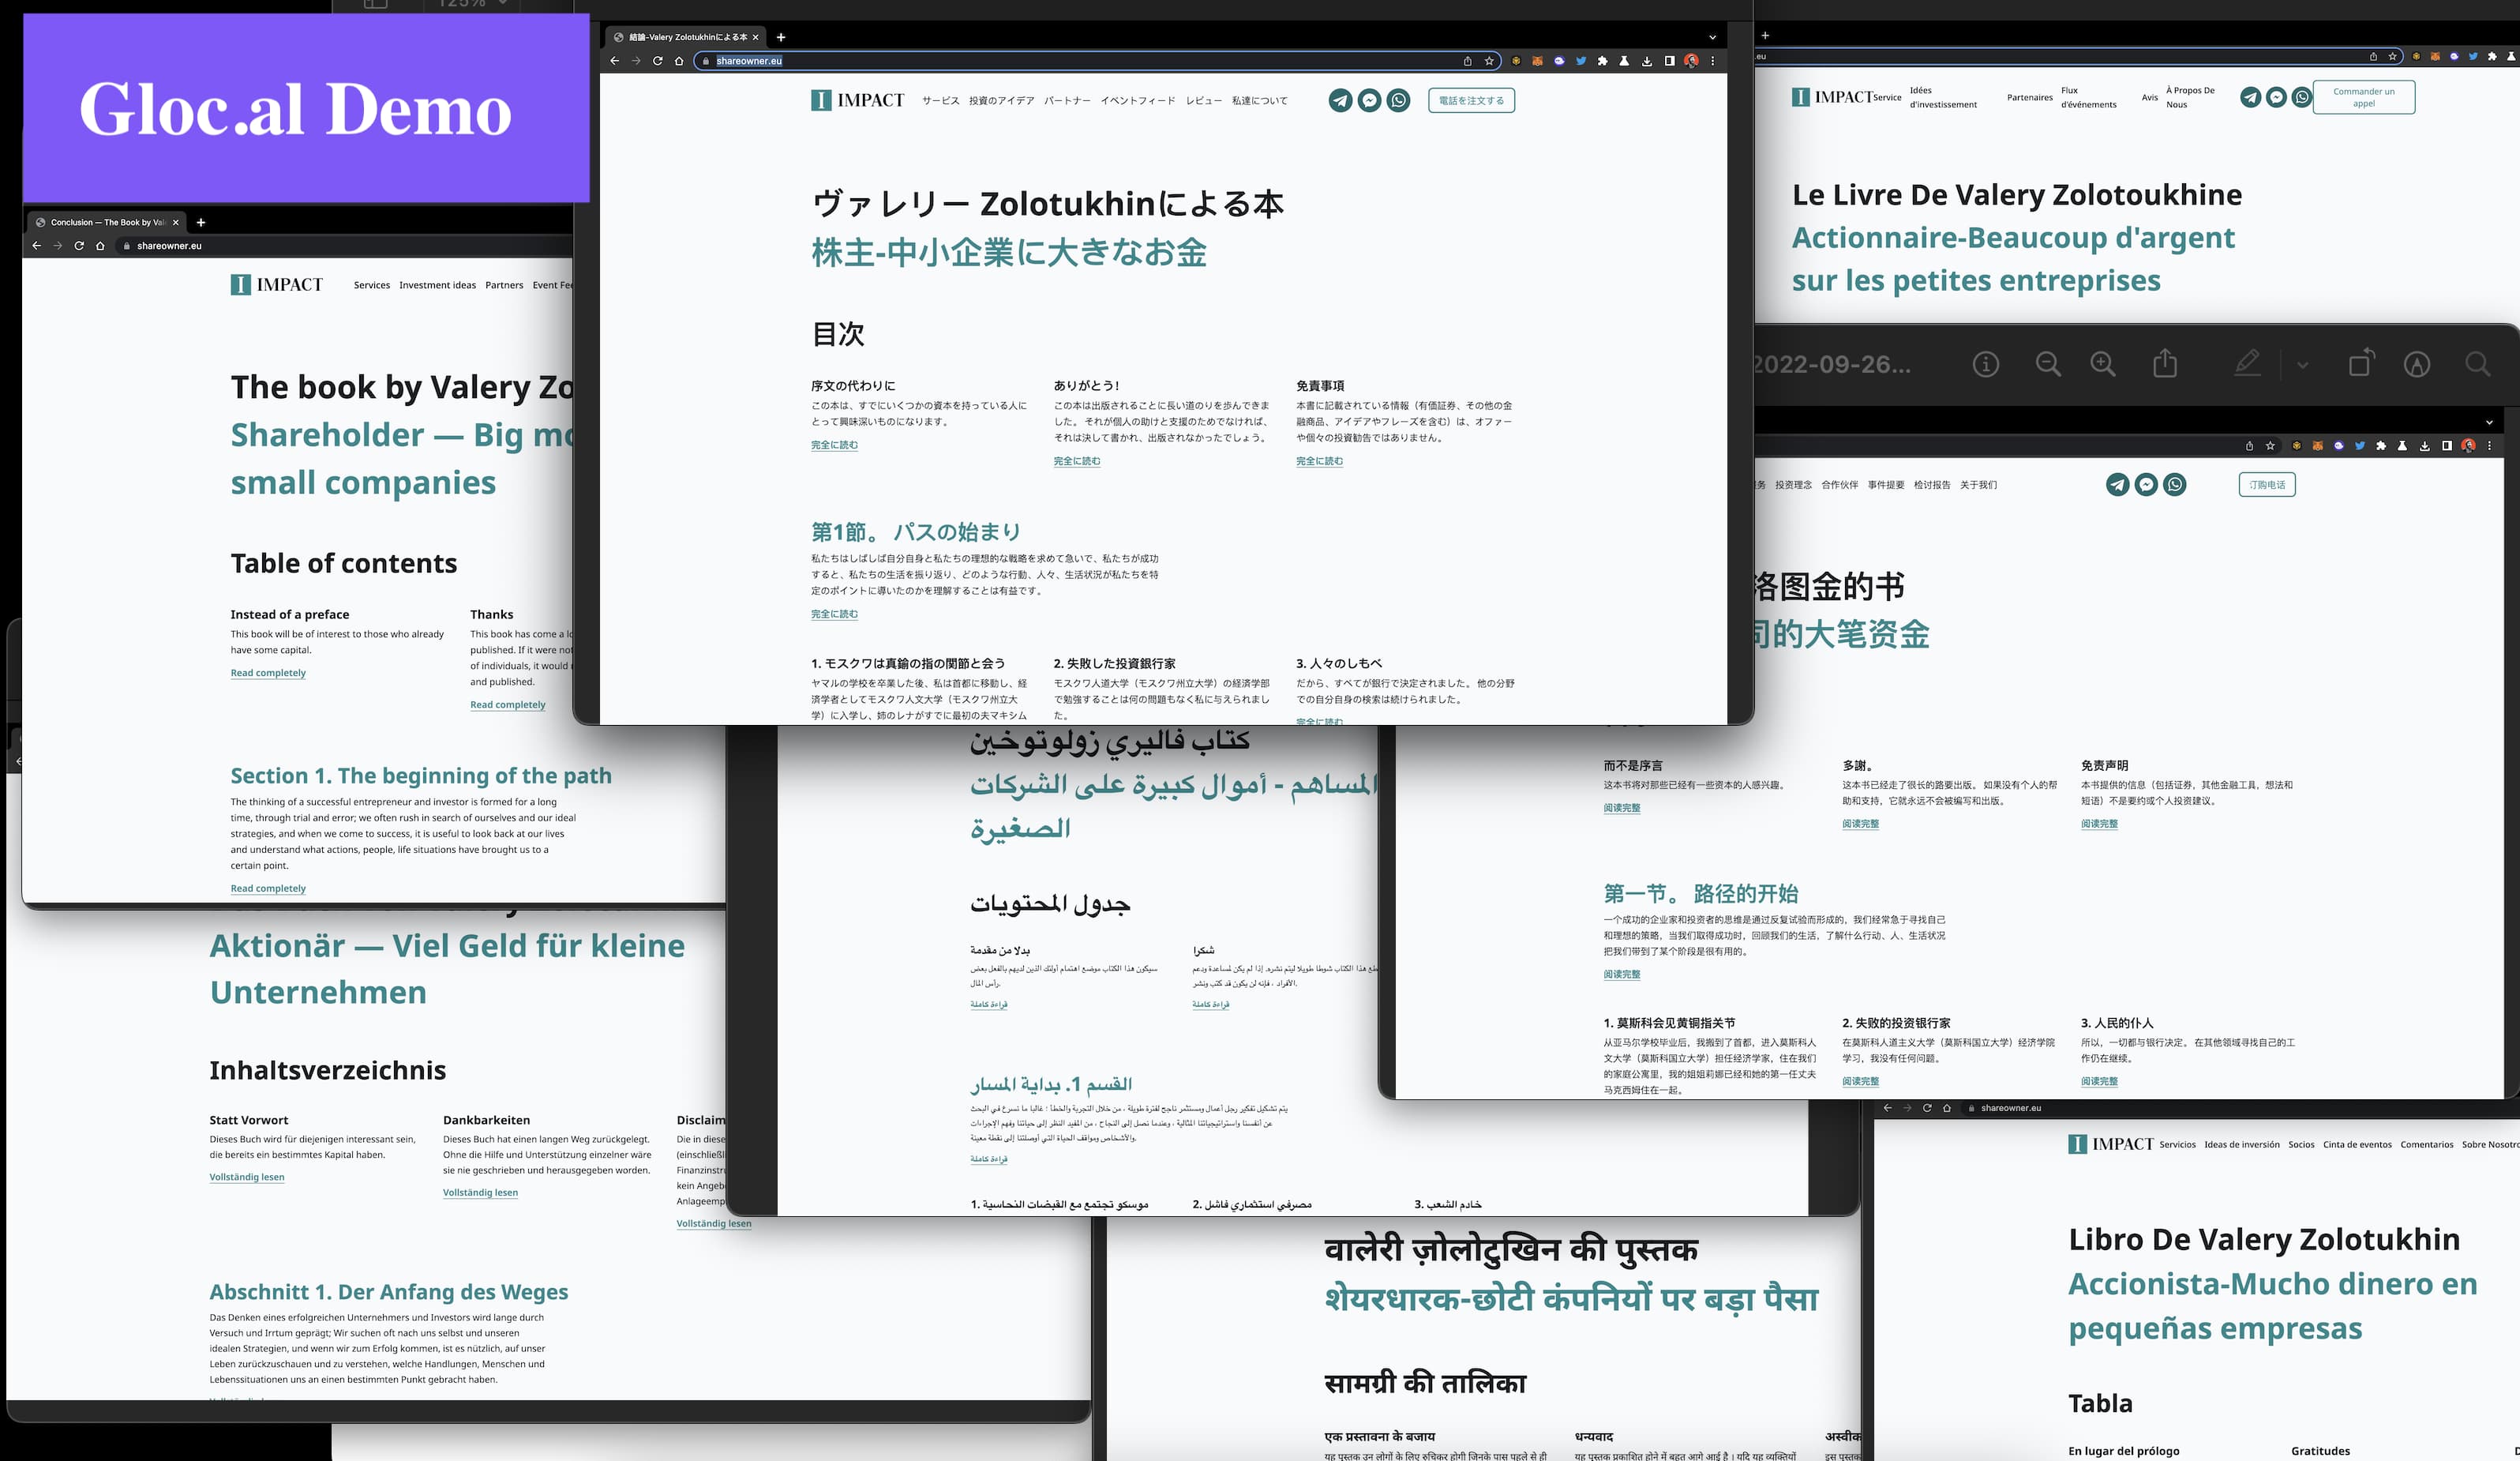 125%
Gloc.al Demo
結論-Valery Zolotukhinによる本
shareowner.eu
IMPACT
サービス 投資のアイデア パートナー イベントフィード レビュー 私達について
電話を注文する
ヴァレリー Zolotukhinによる本
株主-中小企業に大きなお金
目次
序文の代わりに
この本は、すでにいくつかの資本を持っている人に
とって興味深いものになります。
完全に読む
ありがとう!
この本は出版されることに長い道のりを歩んできま
した。 それが個人の助けと支援のためでなければ、
それは決して書かれ、出版されなかったでしょう。
完全に読む
免責事項
本書に記載されている情報（有価証券、その他の金
融商品、アイデアやフレーズを含む）は、オファー
や個々の投資勧告ではありません。
完全に読む
第1節。 パスの始まり
私たちはしばしば自分自身と私たちの理想的な戦略を求めて急いで、私たちが成功
すると、私たちの生活を振り返り、どのような行動、人々、生活状況が私たちを特
定のポイントに導いたのかを理解することは有益です。
完全に読む
1. モスクワは真鍮の指の関節と会う
ヤマルの学校を卒業した後、私は首都に移動し、経
済学者としてモスクワ人文大学（モスクワ州立大
学）に入学し、姉のレナがすでに最初の夫マキシム
2. 失敗した投資銀行家
モスクワ人道大学（モスクワ州立大学）の経済学部
で勉強することは何の問題もなく私に与えられまし
た。
3. 人々のしもべ
だから、すべてが銀行で決定されました。 他の分野
での自分自身の検索は続けられました。
完全に読む
.eu
IMPACT
Service
Idées
d'investissement
Partenaires
Flux
d'événements
Avis
À Propos De
Nous
Commander un
appel
Le Livre De Valery Zolotoukhine
Actionnaire-Beaucoup d'argent
sur les petites entreprises
Conclusion — The Book by Val
shareowner.eu
IMPACT
Services Investment ideas Partners Event Fee
The book by Valery Zo
Shareholder — Big mo
small companies
Table of contents
Instead of a preface
This book will be of interest to those who already
have some capital.
Read completely
Thanks
This book has come a lo
published. If it were not
of individuals, it would
and published.
Read completely
Section 1. The beginning of the path
The thinking of a successful entrepreneur and investor is formed for a long
time, through trial and error; we often rush in search of ourselves and our ideal
strategies, and when we come to success, it is useful to look back at our lives
and understand what actions, people, life situations have brought us to a
certain point.
Read completely
2022-09-26...
投资理念 合作伙伴 事件提要 检讨报告 关于我们
订购电话
洛图金的书
司的大笔资金
而不是序言
这本书将对那些已经有一些资本的人感兴趣。
阅读完整
多謝。
这本书已经走了很长的路要出版。 如果没有个人的帮
助和支持，它就永远不会被编写和出版。
阅读完整
免责声明
本书提供的信息（包括证券，其他金融工具，想法和
短语）不是要约或个人投资建议。
阅读完整
第一节。 路径的开始
一个成功的企业家和投资者的思维是通过反复试验而形成的，我们经常急于寻找自己
和理想的策略，当我们取得成功时，回顾我们的生活，了解什么行动、人、生活状况
把我们带到了某个阶段是很有用的。
阅读完整
1. 莫斯科会见黄铜指关节
从亚马尔学校毕业后，我搬到了首都，进入莫斯科人
文大学（莫斯科国立大学）担任经济学家，住在我们
的家庭公寓里，我的姐姐莉娜已经和她的第一任丈夫
马克西姆住在一起。
2. 失败的投资银行家
在莫斯科人道主义大学（莫斯科国立大学）经济学院
学习，我没有任何问题。
阅读完整
3. 人民的仆人
所以，一切都与银行决定。 在其他领域寻找自己的工
作仍在继续。
阅读完整
كتاب فاليري زولوتوخين
المساهم - أموال كبيرة على الشركات
الصغيرة
جدول المحتويات
بدلا من مقدمة
سيكون هذا الكتاب موضع اهتمام أولئك الذين لديهم بالفعل بعض
رأس المال.
قراءة كاملة
شكرا
طع هذا الكتاب شوطا طويلا ليتم نشره. إذا لم يكن لمساعدة ودعم
الأفراد ، فإنه لن يكون قد كتب ونشر.
قراءة كاملة
القسم 1. بداية المسار
يتم تشكيل تفكير رجل أعمال ومستثمر ناجح لفترة طويلة ، من خلال التجربة والخطأ ؛ غالبا ما نسرع في البحث
عن أنفسنا واستراتيجياتنا المثالية ، وعندما نصل إلى النجاح ، من المفيد النظر إلى حياتنا وفهم الإجراءات
والأشخاص ومواقف الحياة التي أوصلتنا إلى نقطة معينة.
قراءة كاملة
1. موسكو تجتمع مع القبضات النحاسية
2. مصرفي استثماري فاشل
3. خادم الشعب
Aktionär — Viel Geld für kleine
Unternehmen
Inhaltsverzeichnis
Statt Vorwort
Dieses Buch wird für diejenigen interessant sein,
die bereits ein bestimmtes Kapital haben.
Vollständig lesen
Dankbarkeiten
Dieses Buch hat einen langen Weg zurückgelegt.
Ohne die Hilfe und Unterstützung einzelner wäre
sie nie geschrieben und herausgegeben worden.
Vollständig lesen
Disclaim
Die in diese
(einschließli
Finanzinstru
kein Angebo
Anlageemp
Vollständig lesen
Abschnitt 1. Der Anfang des Weges
Das Denken eines erfolgreichen Unternehmers und Investors wird lange durch
Versuch und Irrtum geprägt; Wir suchen oft nach uns selbst und unseren
idealen Strategien, und wenn wir zum Erfolg kommen, ist es nützlich, auf unser
Leben zurückzuschauen und zu verstehen, welche Handlungen, Menschen und
Lebenssituationen uns an einen bestimmten Punkt gebracht haben.
वालेरी ज़ोलोटुखिन की पुस्तक
शेयरधारक-छोटी कंपनियों पर बड़ा पैसा
सामग्री की तालिका
एक प्रस्तावना के बजाय
यह पुस्तक उन लोगों के लिए रुचिकर होगी जिनके पास पहले से ही
धन्यवाद
यह पुस्तक प्रकाशित होने में बहुत आगे आई है । यदि यह व्यक्तियों
अस्वीक
इस पुस्तक
shareowner.eu
IMPACT
Servicios Ideas de inversión Socios Cinta de eventos Comentarios Sobre Nosotro
Libro De Valery Zolotukhin
Accionista-Mucho dinero en
pequeñas empresas
Tabla
En lugar del prólogo
Gratitudes